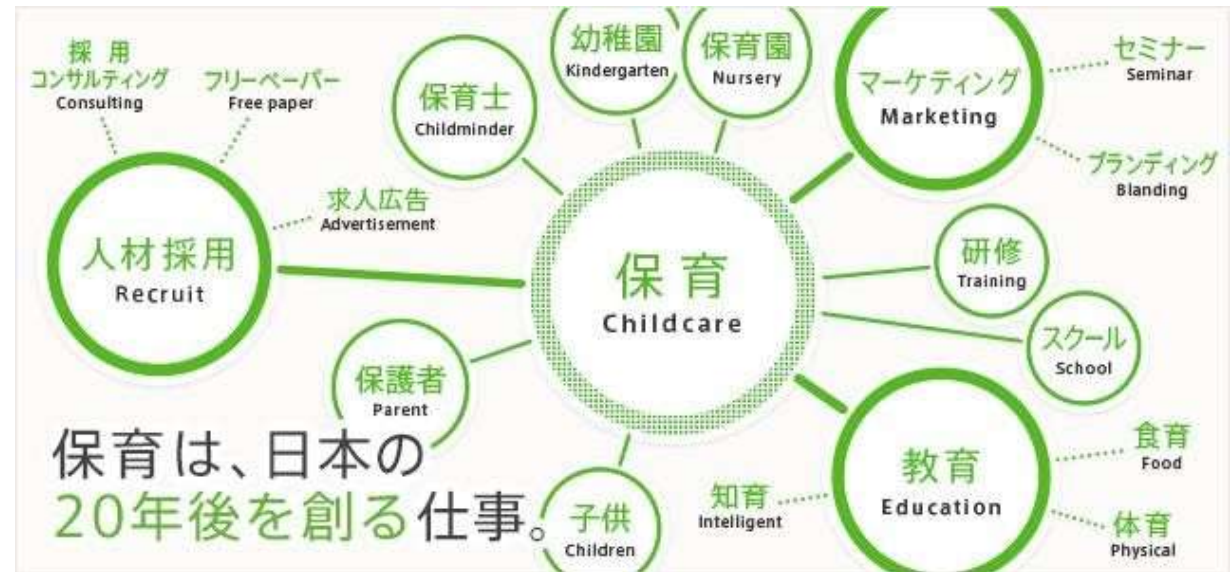 採用
コンサルティング
Consulting
フリーペーパー
Free paper
保育士
Childminder
幼稚園
Kindergarten
保育園
Nursery
マーケティング
Marketing
セミナー
Seminar
ブランディング
Blanding
求人広告
Advertisement
人材採用
Recruit
保育
Childcare
研修
Training
スクール
School
保護者
Parent
保育は、日本の
20年後を創る仕事。
子供
Children
知育
Intelligent
教育
Education
食育
Food
体育
Physical